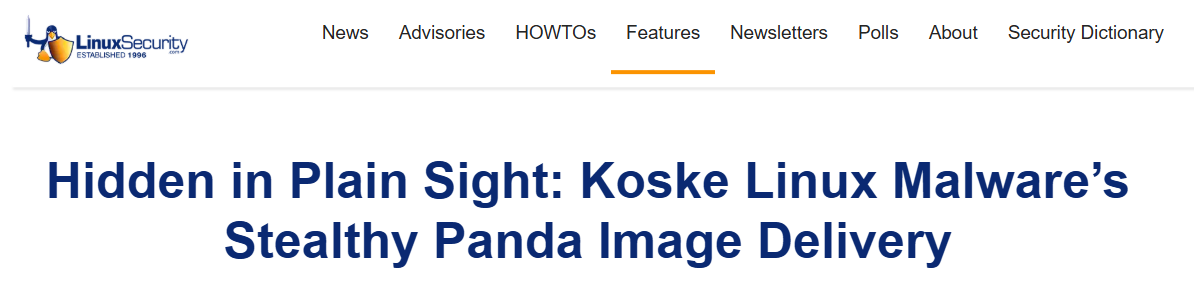 LinuxSecurity
.com
ESTABLISHED 1996
News Advisories HOWTOs Features Newsletters Polls About Security Dictionary
Hidden in Plain Sight: Koske Linux Malware’s
Stealthy Panda Image Delivery